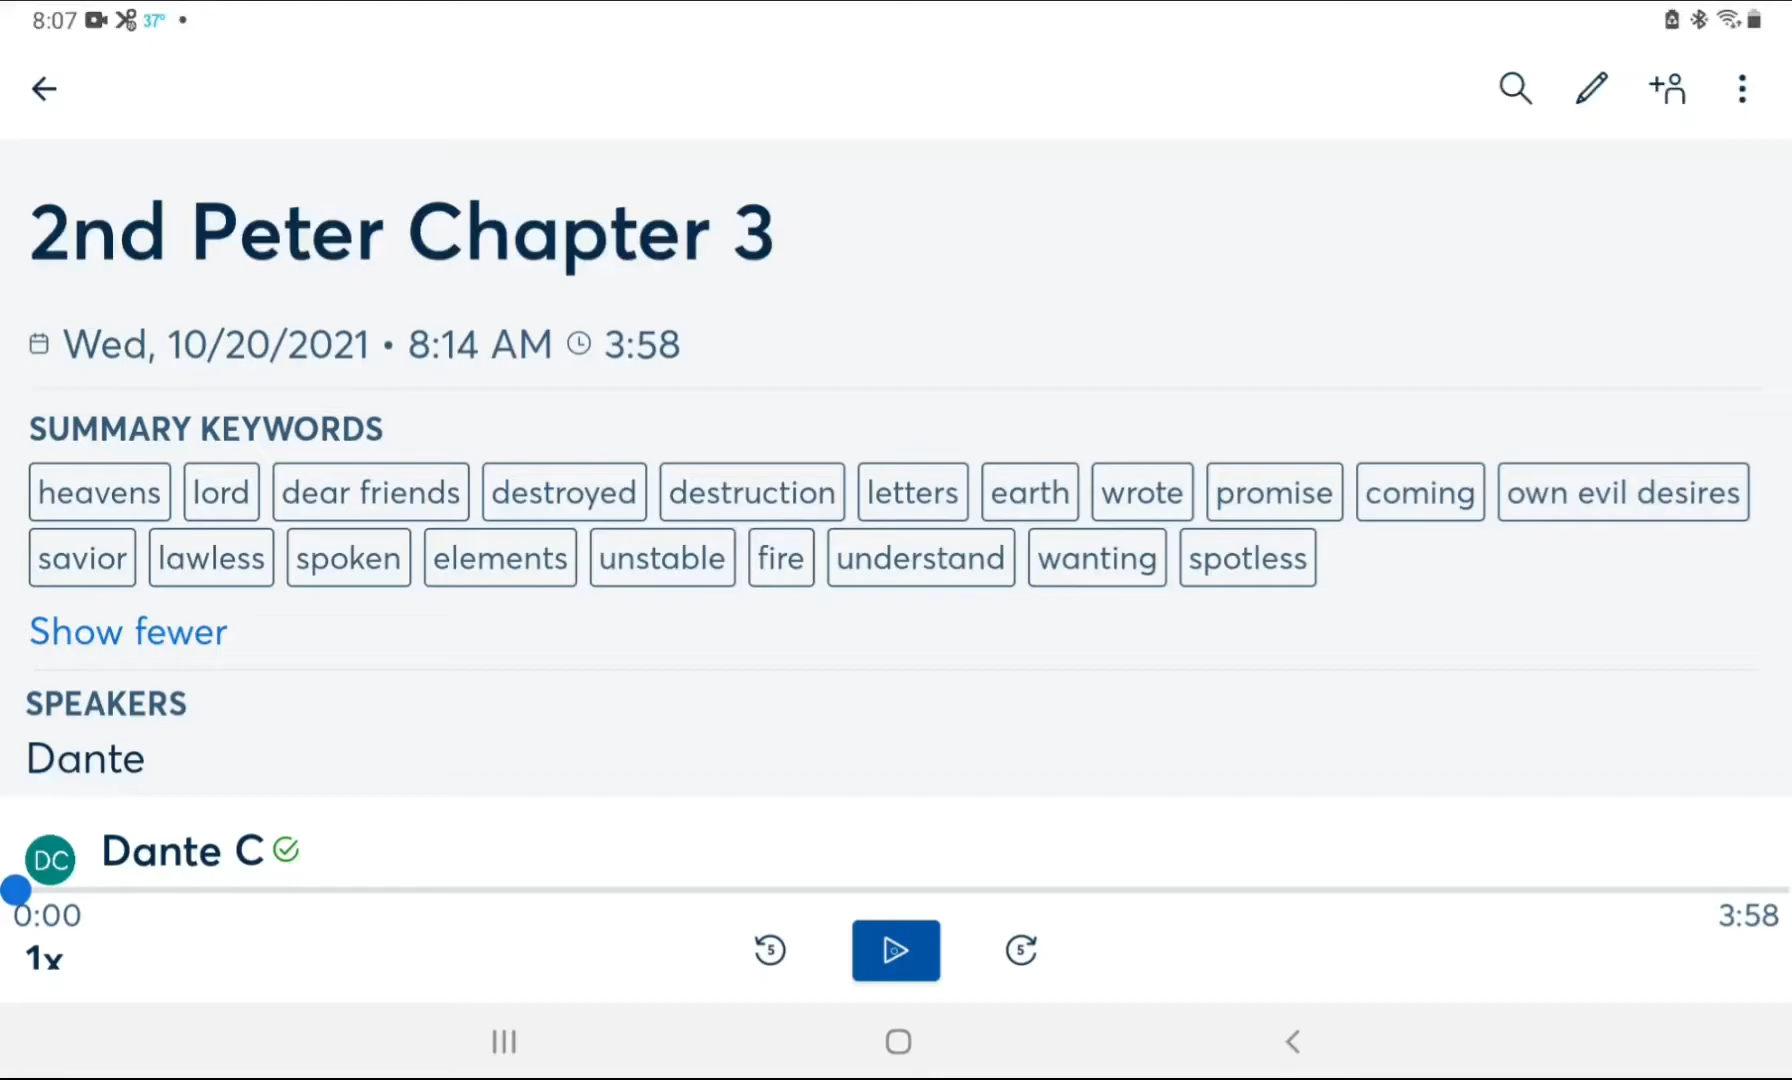 8:07 37°
2nd Peter Chapter 3
Wed, 10/20/2021 • 8:14 AM 3:58
SUMMARY KEYWORDS
heavens lord dear friends destroyed destruction letters earth wrote promise coming own evil desires
savior lawless spoken elements unstable fire understand wanting spotless
Show fewer
SPEAKERS
Dante
DC Dante C
0:00 3:58
1x 5 5